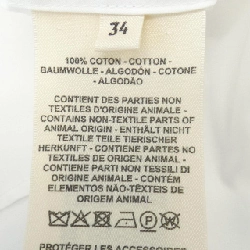 34
100% COTON - COTTON -
BAUMWOLLE - ALGODÓN - COTONE
- ALGODÃO
CONTIENT DES PARTIES NON
TEXTILES D'ORIGINE ANIMALE -
CONTAINS NON-TEXTILE PARTS OF
ANIMAL ORIGIN - ENTHÄLT NICHT
TEXTILE TEILE TIERISCHER
HERKUNFT - CONTIENE PARTES NO
TEXTILES DE ORIGEN ANIMAL -
CONTIENE PARTI NON TESSILI DI
ORIGINE ANIMALE - CONTÉM
ELEMENTOS NÃO-TÊXTEIS DE
ORIGEM ANIMAL
P
PROTÉGER LES ACCESSOIRES